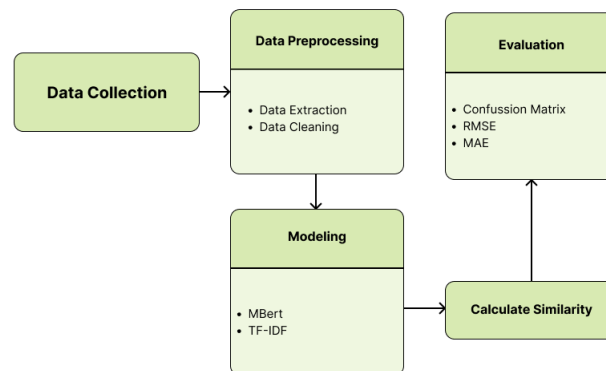 Data Collection
Data Preprocessing
• Data Extraction
• Data Cleaning
Modeling
• MBert
• TF-IDF
Calculate Similarity
Evaluation
• Confussion Matrix
• RMSE
• MAE